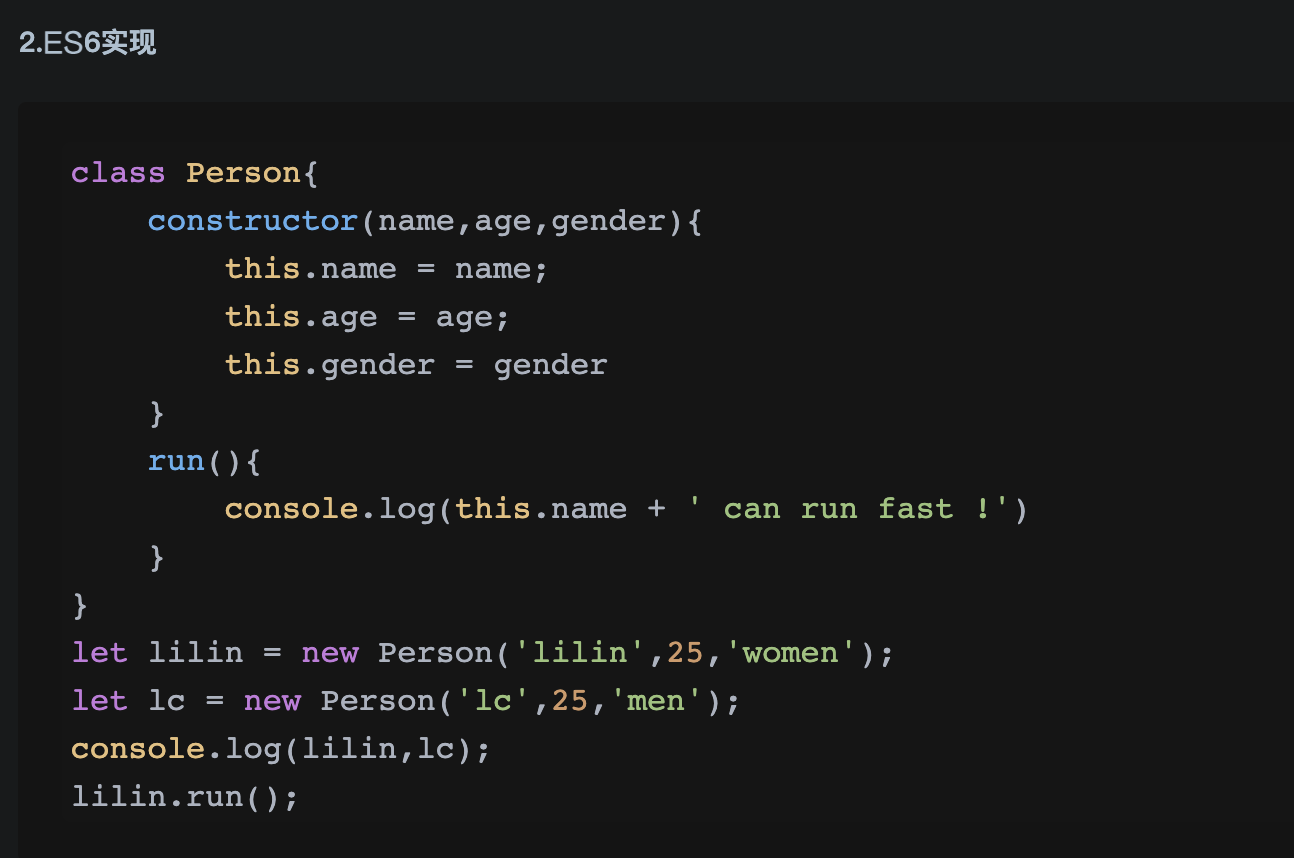 2.ES6实现
class Person{
    constructor(name,age,gender){
        this.name = name;
        this.age = age;
        this.gender = gender
    }
    run(){
        console.log(this.name + ' can run fast !')
    }
}
let lilin = new Person('lilin',25,'women');
let lc = new Person('lc',25,'men');
console.log(lilin,lc);
lilin.run();